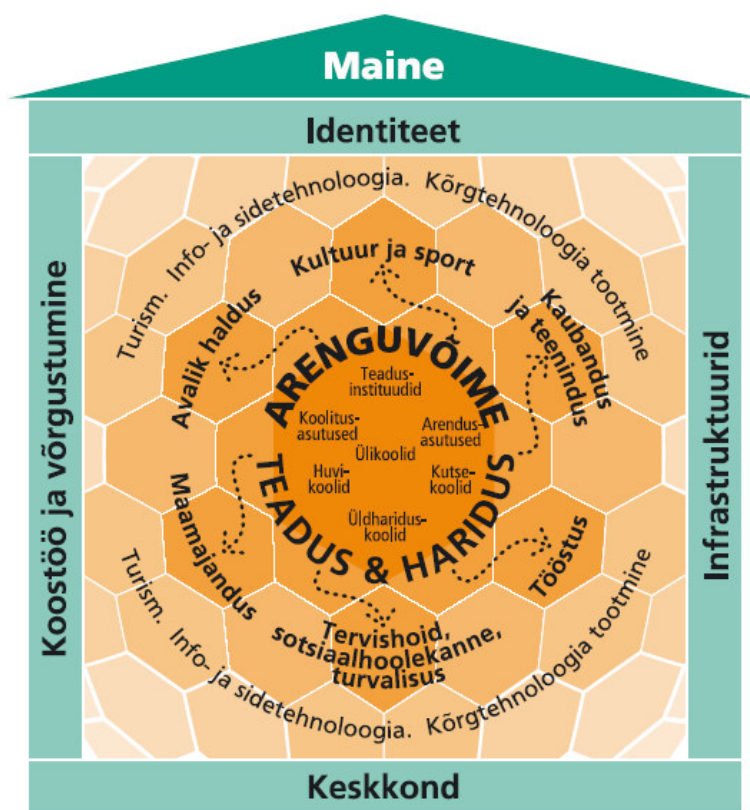 Maine
Identiteet
Koostöö ja võrgustumine
Infrastruktuurid
Turism. Info- ja sidetehnoloogia. Kõrgtehnoloogia tootmine
Kultuur ja sport
Avalik haldus
Kaubandus
ja teenindus
ARENGUVÕIME
Teadus-
instituudid
Koolitus-
asutused
Arendus-
asutused
Ülikoolid
Huvi-
koolid
Kutse-
koolid
Üldharidus-
koolid
TEADUS & HARIDUS
Maamajandus
Tööstus
Tervishoid,
sotsiaalhoolekanne,
turvalisus
Turism. Info- ja sidetehnoloogia. Kõrgtehnoloogia tootmine
Keskkond